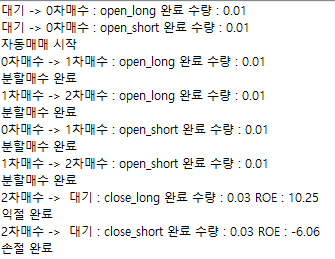 대기 -> 0차매수 : open_long 완료 수량 : 0.01
대기 -> 0차매수 : open_short 완료 수량 : 0.01
자동매매 시작
0차매수 -> 1차매수 : open_long 완료 수량 : 0.01
분할매수 완료
1차매수 -> 2차매수 : open_long 완료 수량 : 0.01
분할매수 완료
0차매수 -> 1차매수 : open_short 완료 수량 : 0.01
분할매수 완료
1차매수 -> 2차매수 : open_short 완료 수량 : 0.01
분할매수 완료
2차매수 -> 대기 : close_long 완료 수량 : 0.03 ROE : 10.25
익절 완료
2차매수 -> 대기 : close_short 완료 수량 : 0.03 ROE : -6.06
손절 완료